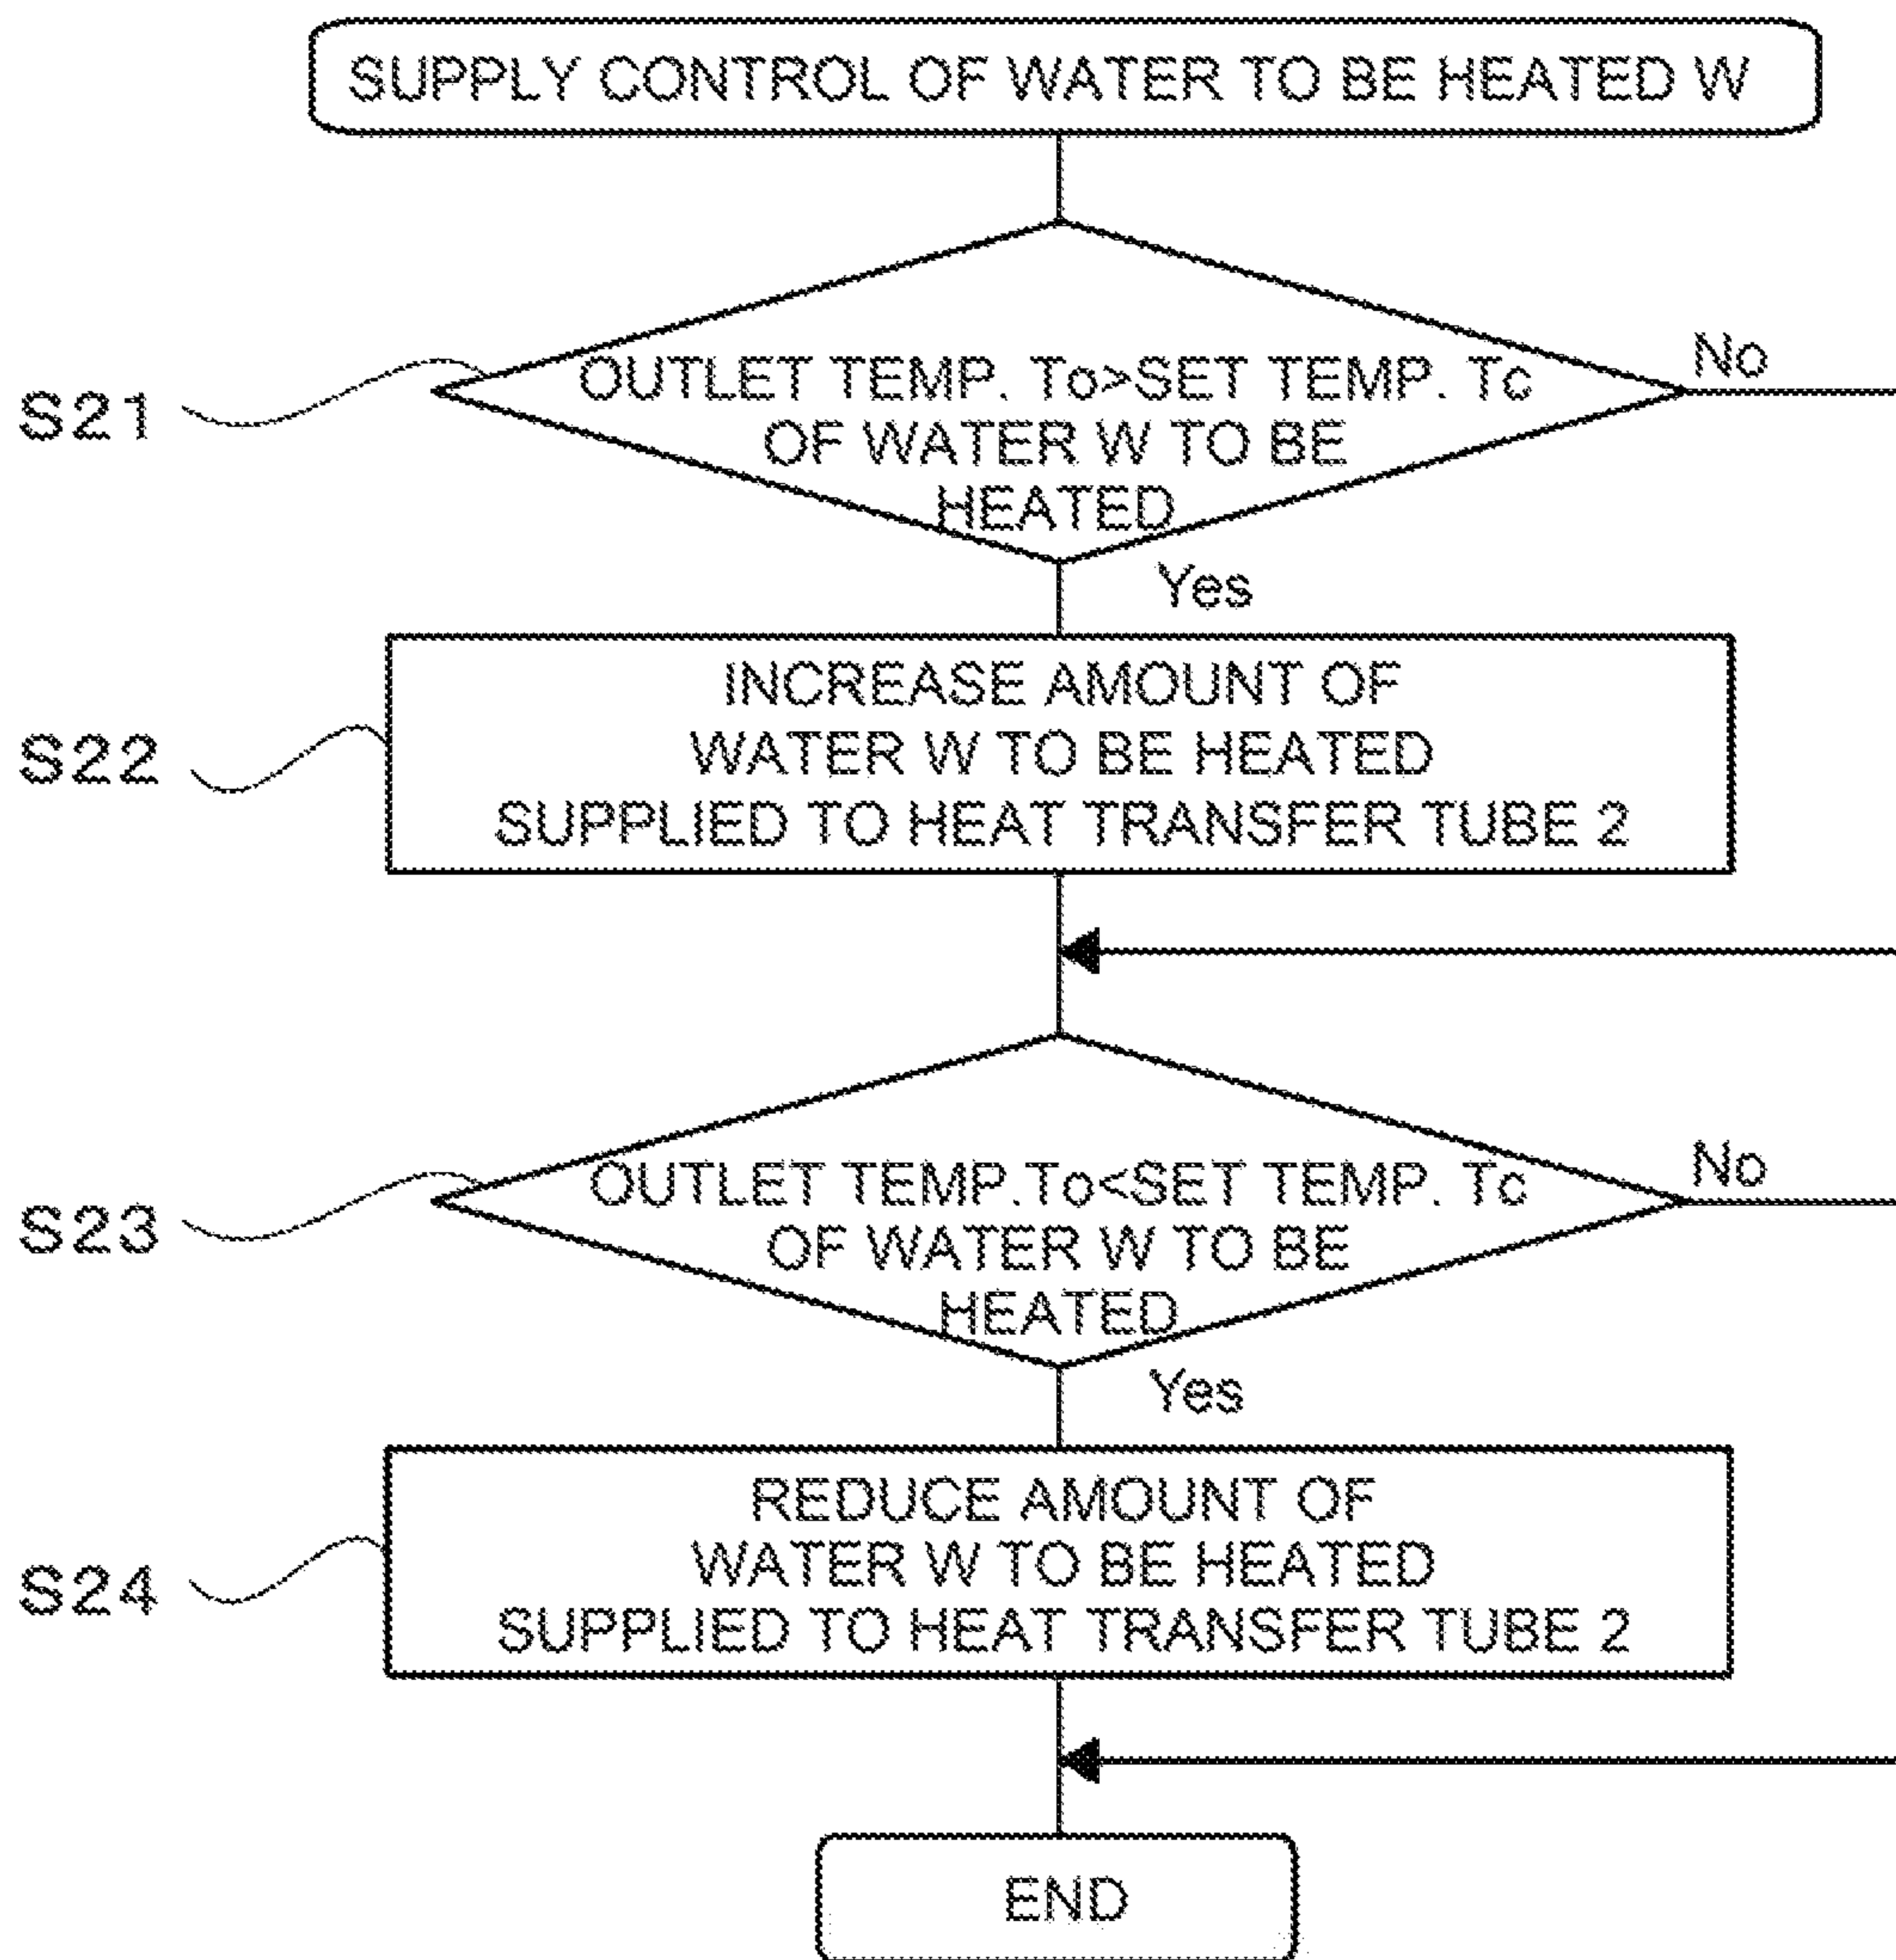 SUPPLY CONTROL OF WATER TO BE HEATED W
S21
OUTLET TEMP. To>SET TEMP. Tc
OF WATER W TO BE
HEATED
No
Yes
S22
INCREASE AMOUNT OF
WATER W TO BE HEATED
SUPPLIED TO HEAT TRANSFER TUBE 2
S23
OUTLET TEMP.To<SET TEMP. Tc
OF WATER W TO BE
HEATED
No
Yes
S24
REDUCE AMOUNT OF
WATER W TO BE HEATED
SUPPLIED TO HEAT TRANSFER TUBE 2
END